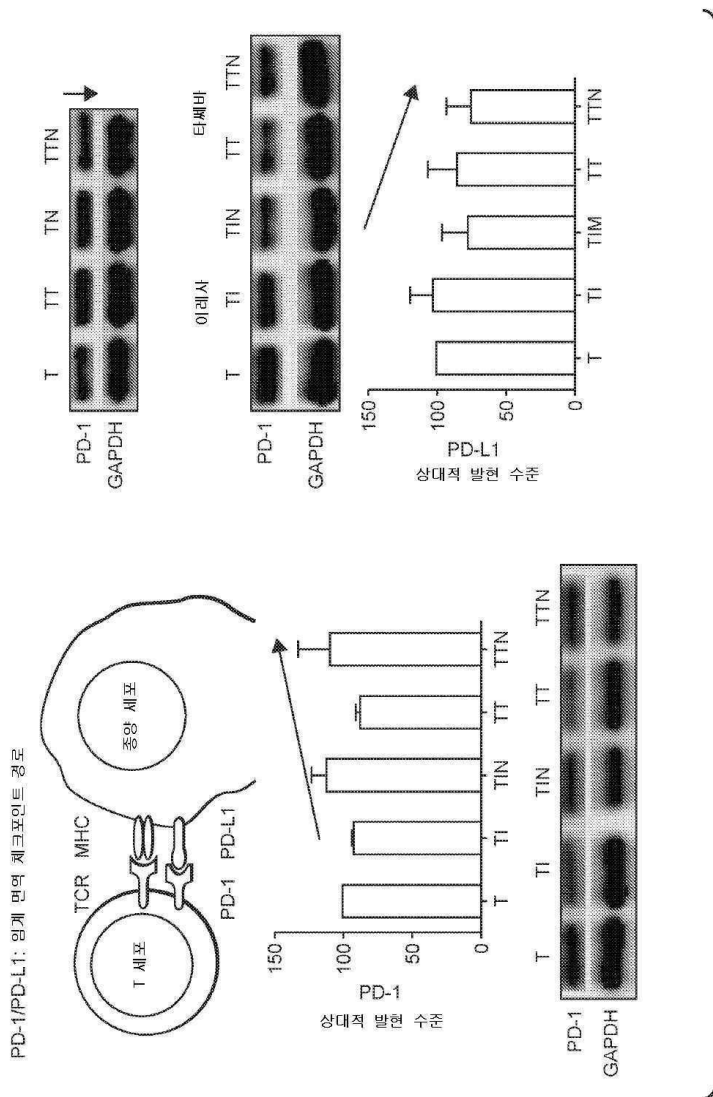 PD-1/PD-L1: 임계 면역 체크포인트 경로
TCR MHC
T 세포
종양 세포
PD-1 PD-L1
150
100
50
0
PD-1
상대적 발현 수준
T TI TIN TT TTN
T TI TIN TT TTN
PD-1
GAPDH
T TT TN TTN
PD-1
GAPDH
이레사 타쎄바
T Ti TIN TT TTN
PD-1
GAPDH
150
100
50
0
PD-L1
상대적 발현 수준
T TI TIM TT TTN